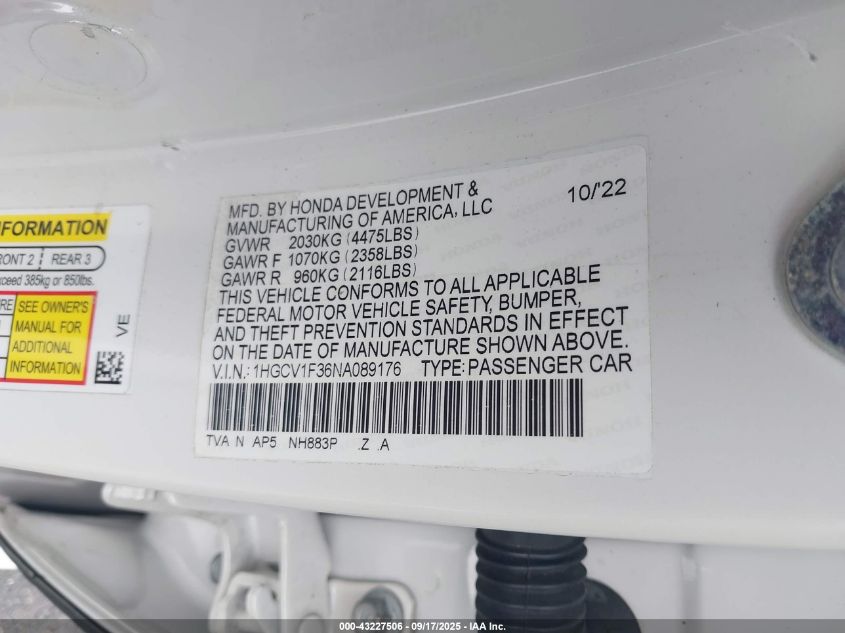 INFORMATION
FRONT 2 | REAR 3
exceed 385kg or 850lbs.
SEE OWNER'S
MANUAL FOR
ADDITIONAL
INFORMATION
VE
MFD. BY HONDA DEVELOPMENT & 10/'22
MANUFACTURING OF AMERICA, LLC
GVWR 2030KG (4475LBS)
GAWR F 1070KG (2358LBS)
GAWR R 960KG (2116LBS)
THIS VEHICLE CONFORMS TO ALL APPLICABLE
FEDERAL MOTOR VEHICLE SAFETY, BUMPER,
AND THEFT PREVENTION STANDARDS IN EFFECT
ON THE DATE OF MANUFACTURE SHOWN ABOVE.
V.I.N.: 1HGCV1F36NA089176 TYPE: PASSENGER CAR
TVA N AP5 NH883P .Z .A
000-43227506 - 09/17/2025 - IAA Inc.